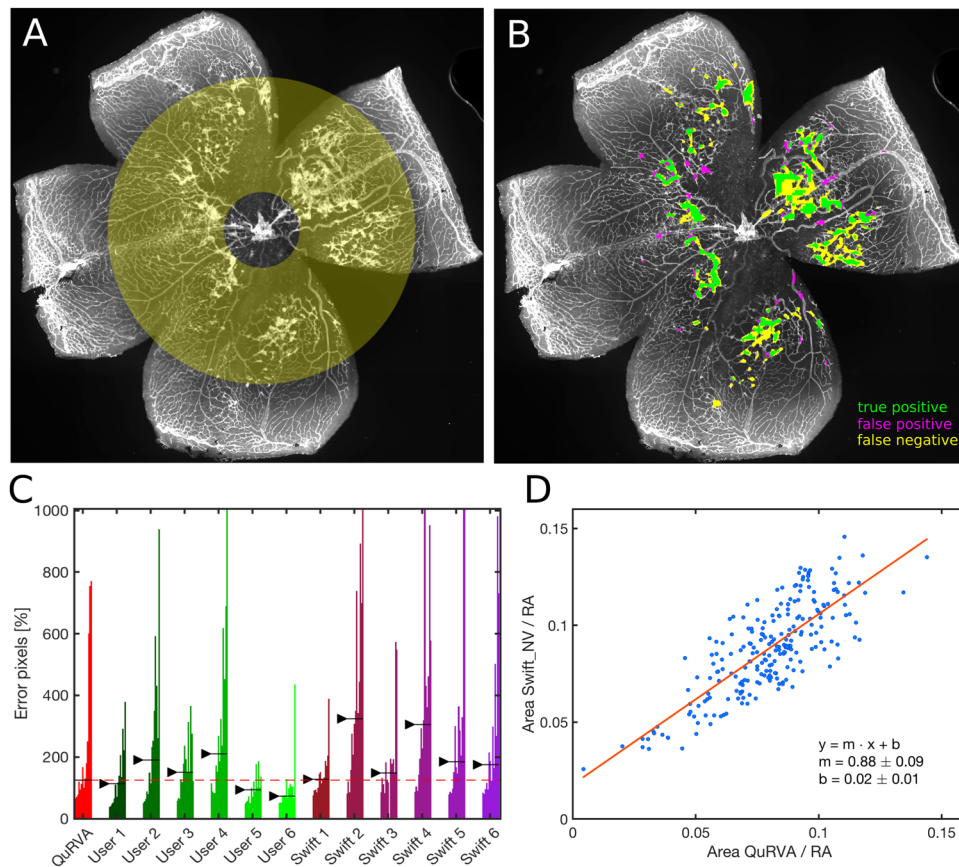 A
B
true positive
false positive
false negative
C
Error pixels [%]
1000
800
600
400
200
0
QuRVA
User 1
User 2
User 3
User 4
User 5
User 6
Swift 1
Swift 2
Swift 3
Swift 4
Swift 5
Swift 6
D
Area Swift_NV / RA
0.15
0.1
0.05
0
y = m · x + b
m = 0.88 ± 0.09
b = 0.02 ± 0.01
0
0.05
0.1
0.15
Area QuRVA / RA